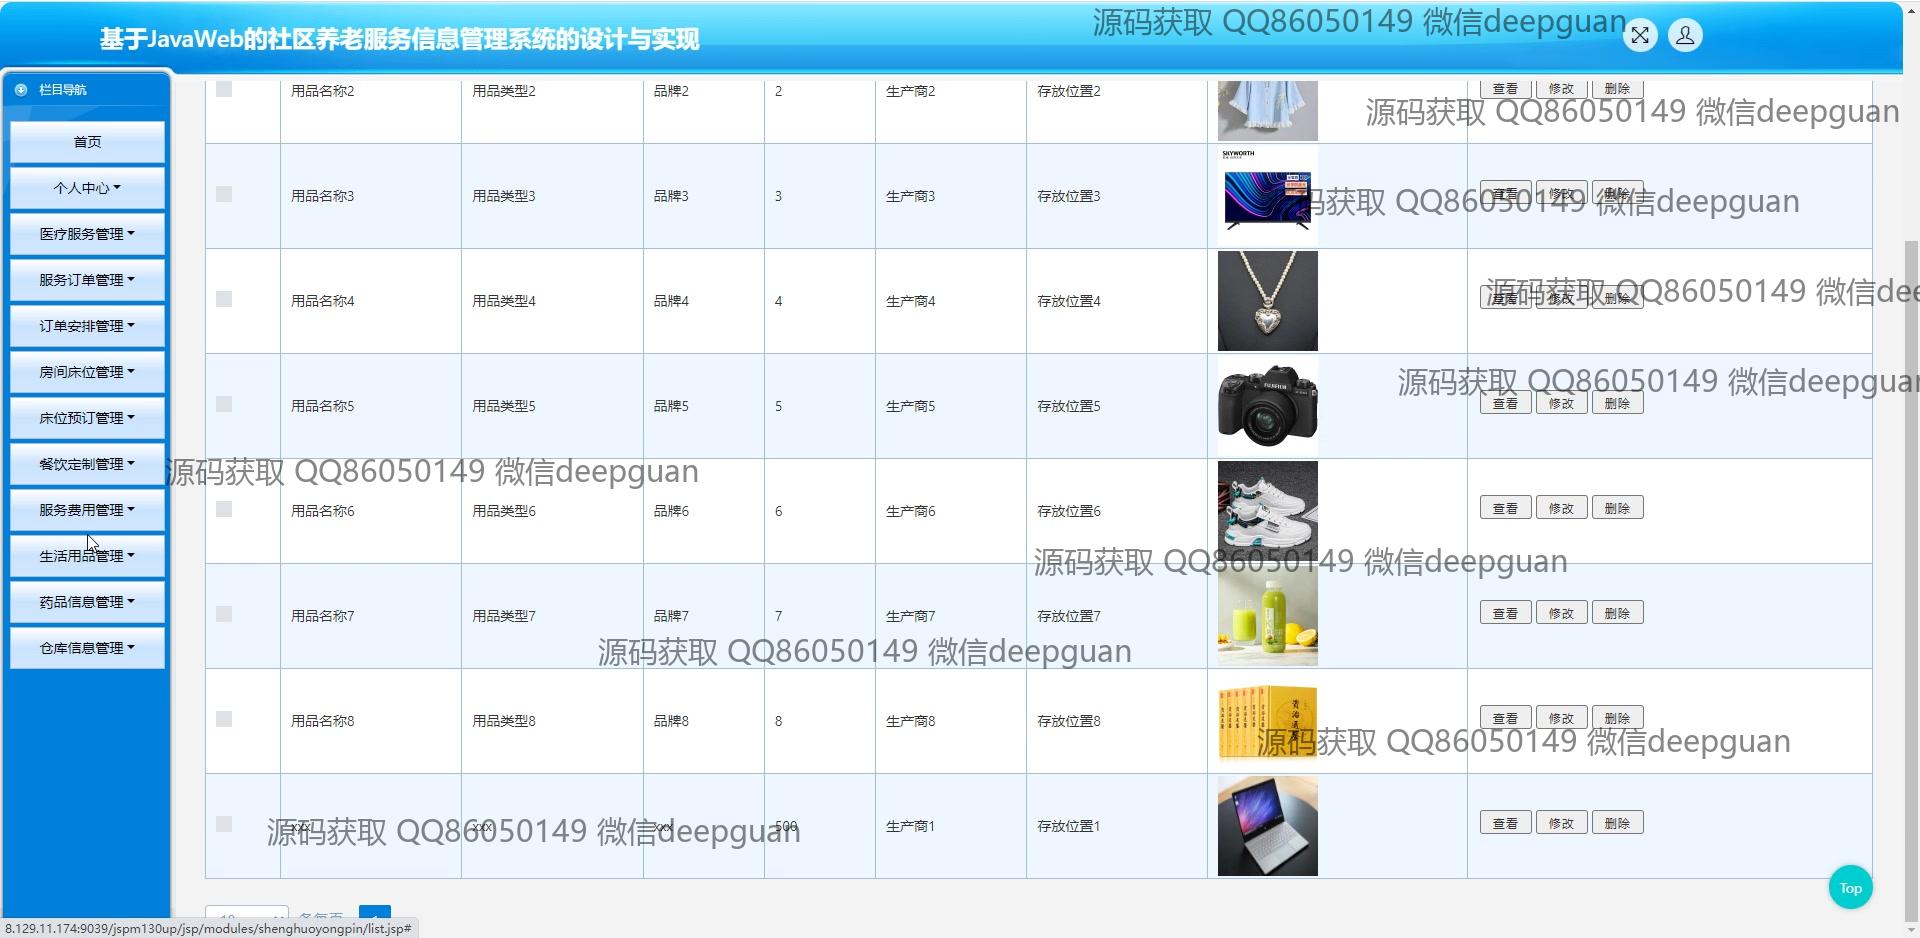 基于JavaWeb的社区养老服务信息管理系统的设计与实现
源码获取 QQ86050149 微信deepguan
栏目导航
首页
个人中心
医疗服务管理
服务订单管理
订单安排管理
房间床位管理
床位预订管理
餐饮定制管理
服务费用管理
生活用品管理
药品信息管理
仓库信息管理
用品名称2 用品类型2 品牌2 2 生产商2 存放位置2 查看 修改 删除
源码获取 QQ86050149 微信deepguan
SKYWORTH
用品名称3 用品类型3 品牌3 3 生产商3 存放位置3 查看 修改 删除
码获取 QQ86050149 微信deepguan
用品名称4 用品类型4 品牌4 4 生产商4 存放位置4 查看 修改 删除
源码获取 QQ86050149 微信dee
源码获取 QQ86050149 微信deepguan
FUJIFILM
用品名称5 用品类型5 品牌5 5 生产商5 存放位置5 查看 修改 删除
源码获取 QQ86050149 微信deepguan
用品名称6 用品类型6 品牌6 6 生产商6 存放位置6 查看 修改 删除
源码获取 QQ86050149 微信deepguan
用品名称7 用品类型7 品牌7 7 生产商7 存放位置7 查看 修改 删除
源码获取 QQ86050149 微信deepguan
资治通鉴
用品名称8 用品类型8 品牌8 8 生产商8 存放位置8 查看 修改 删除
源码获取 QQ86050149 微信deepguan
xxx xxx xxx 500 生产商1 存放位置1 查看 修改 删除
源码获取 QQ86050149 微信deepguan
Top
10 条每页 1
8.129.11.174:9039/jspm130up/jsp/modules/shenghuoyongpin/list.jsp#